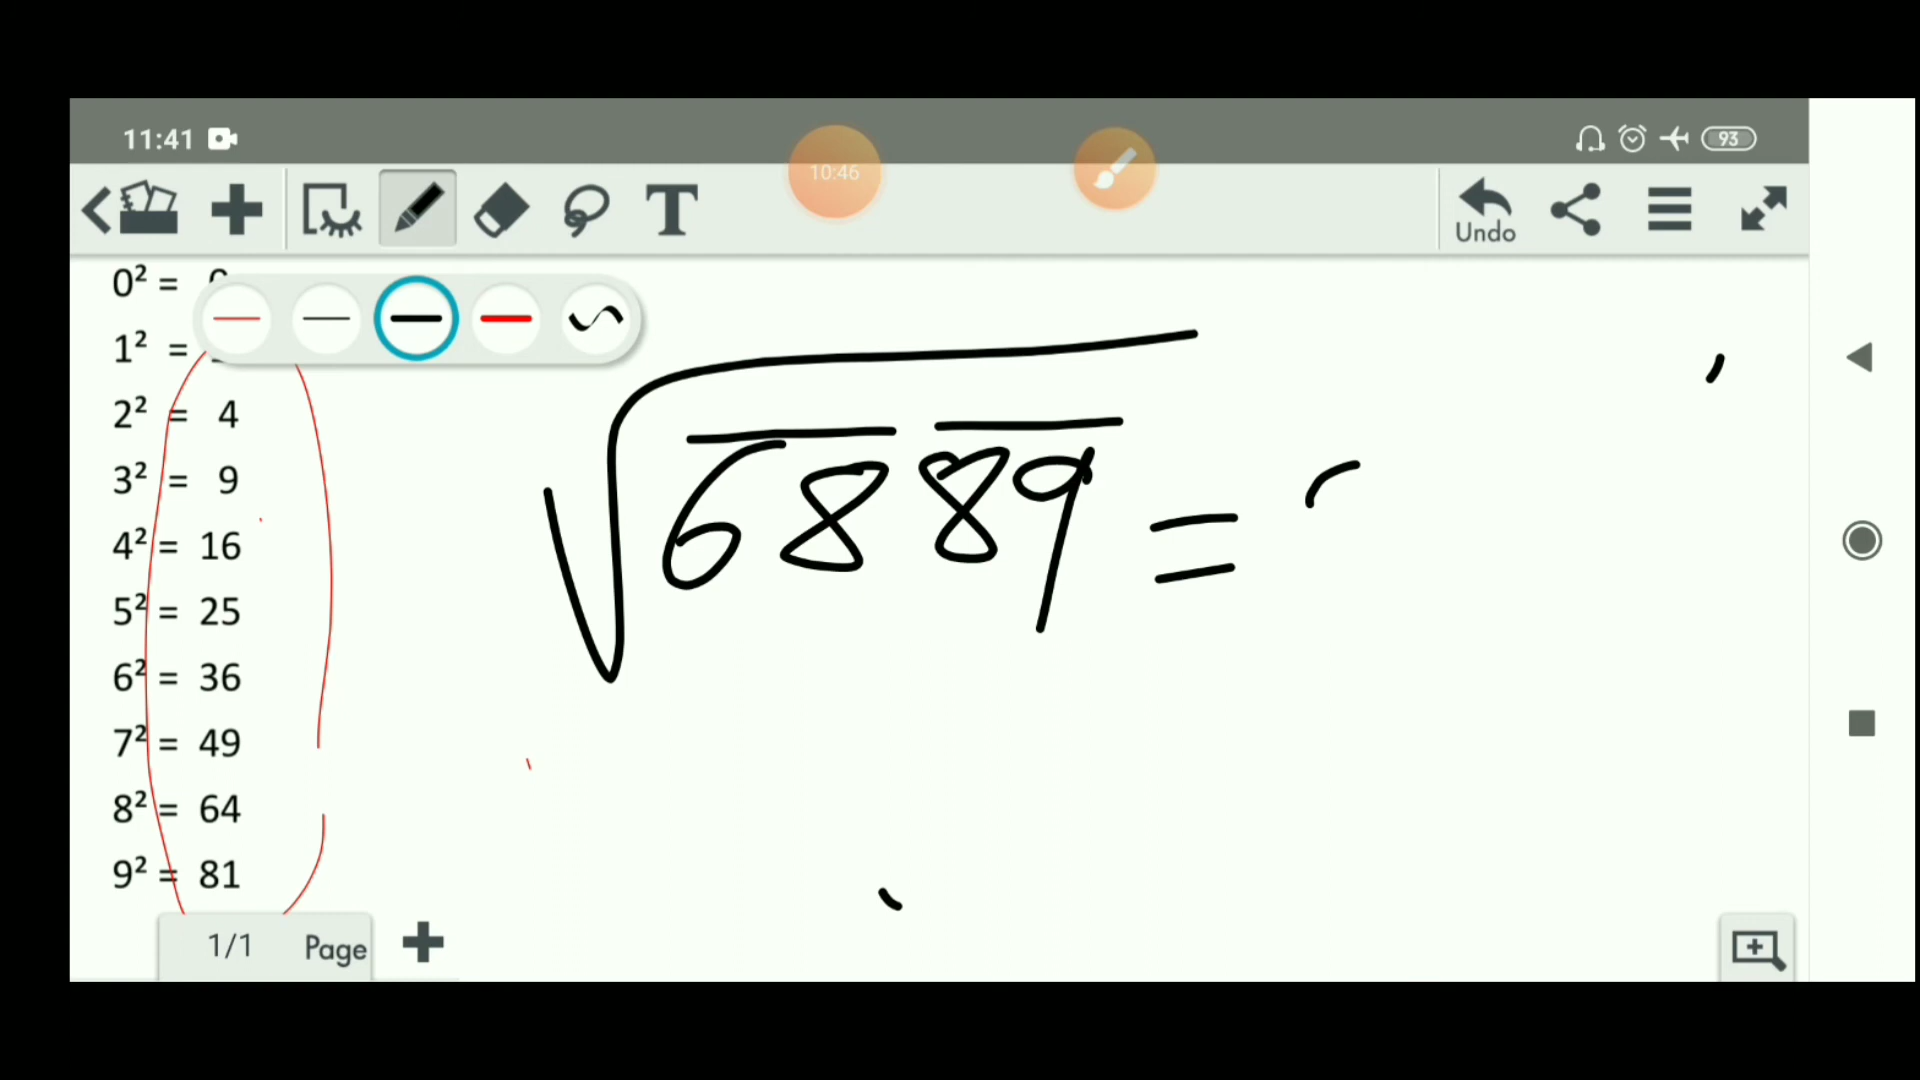 11:41
10:46
93
Undo
T
0² = 0
1² =
2² = 4
3² = 9
4² = 16
5² = 25
6² = 36
7² = 49
8² = 64
9² = 81
√6889 =
1/1 Page